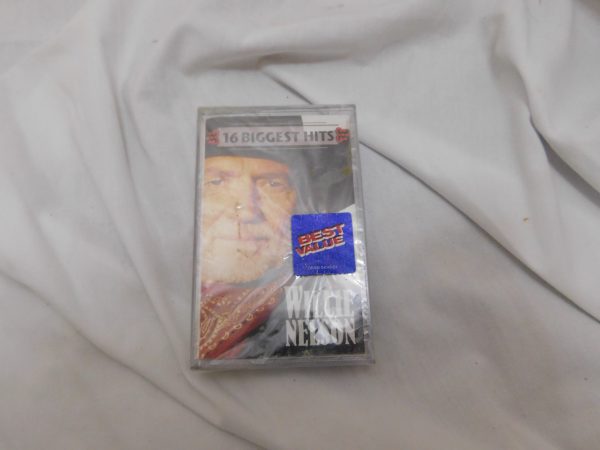 16 BIGGEST HITS
BEST
VALUE
WILLIE
NELSON